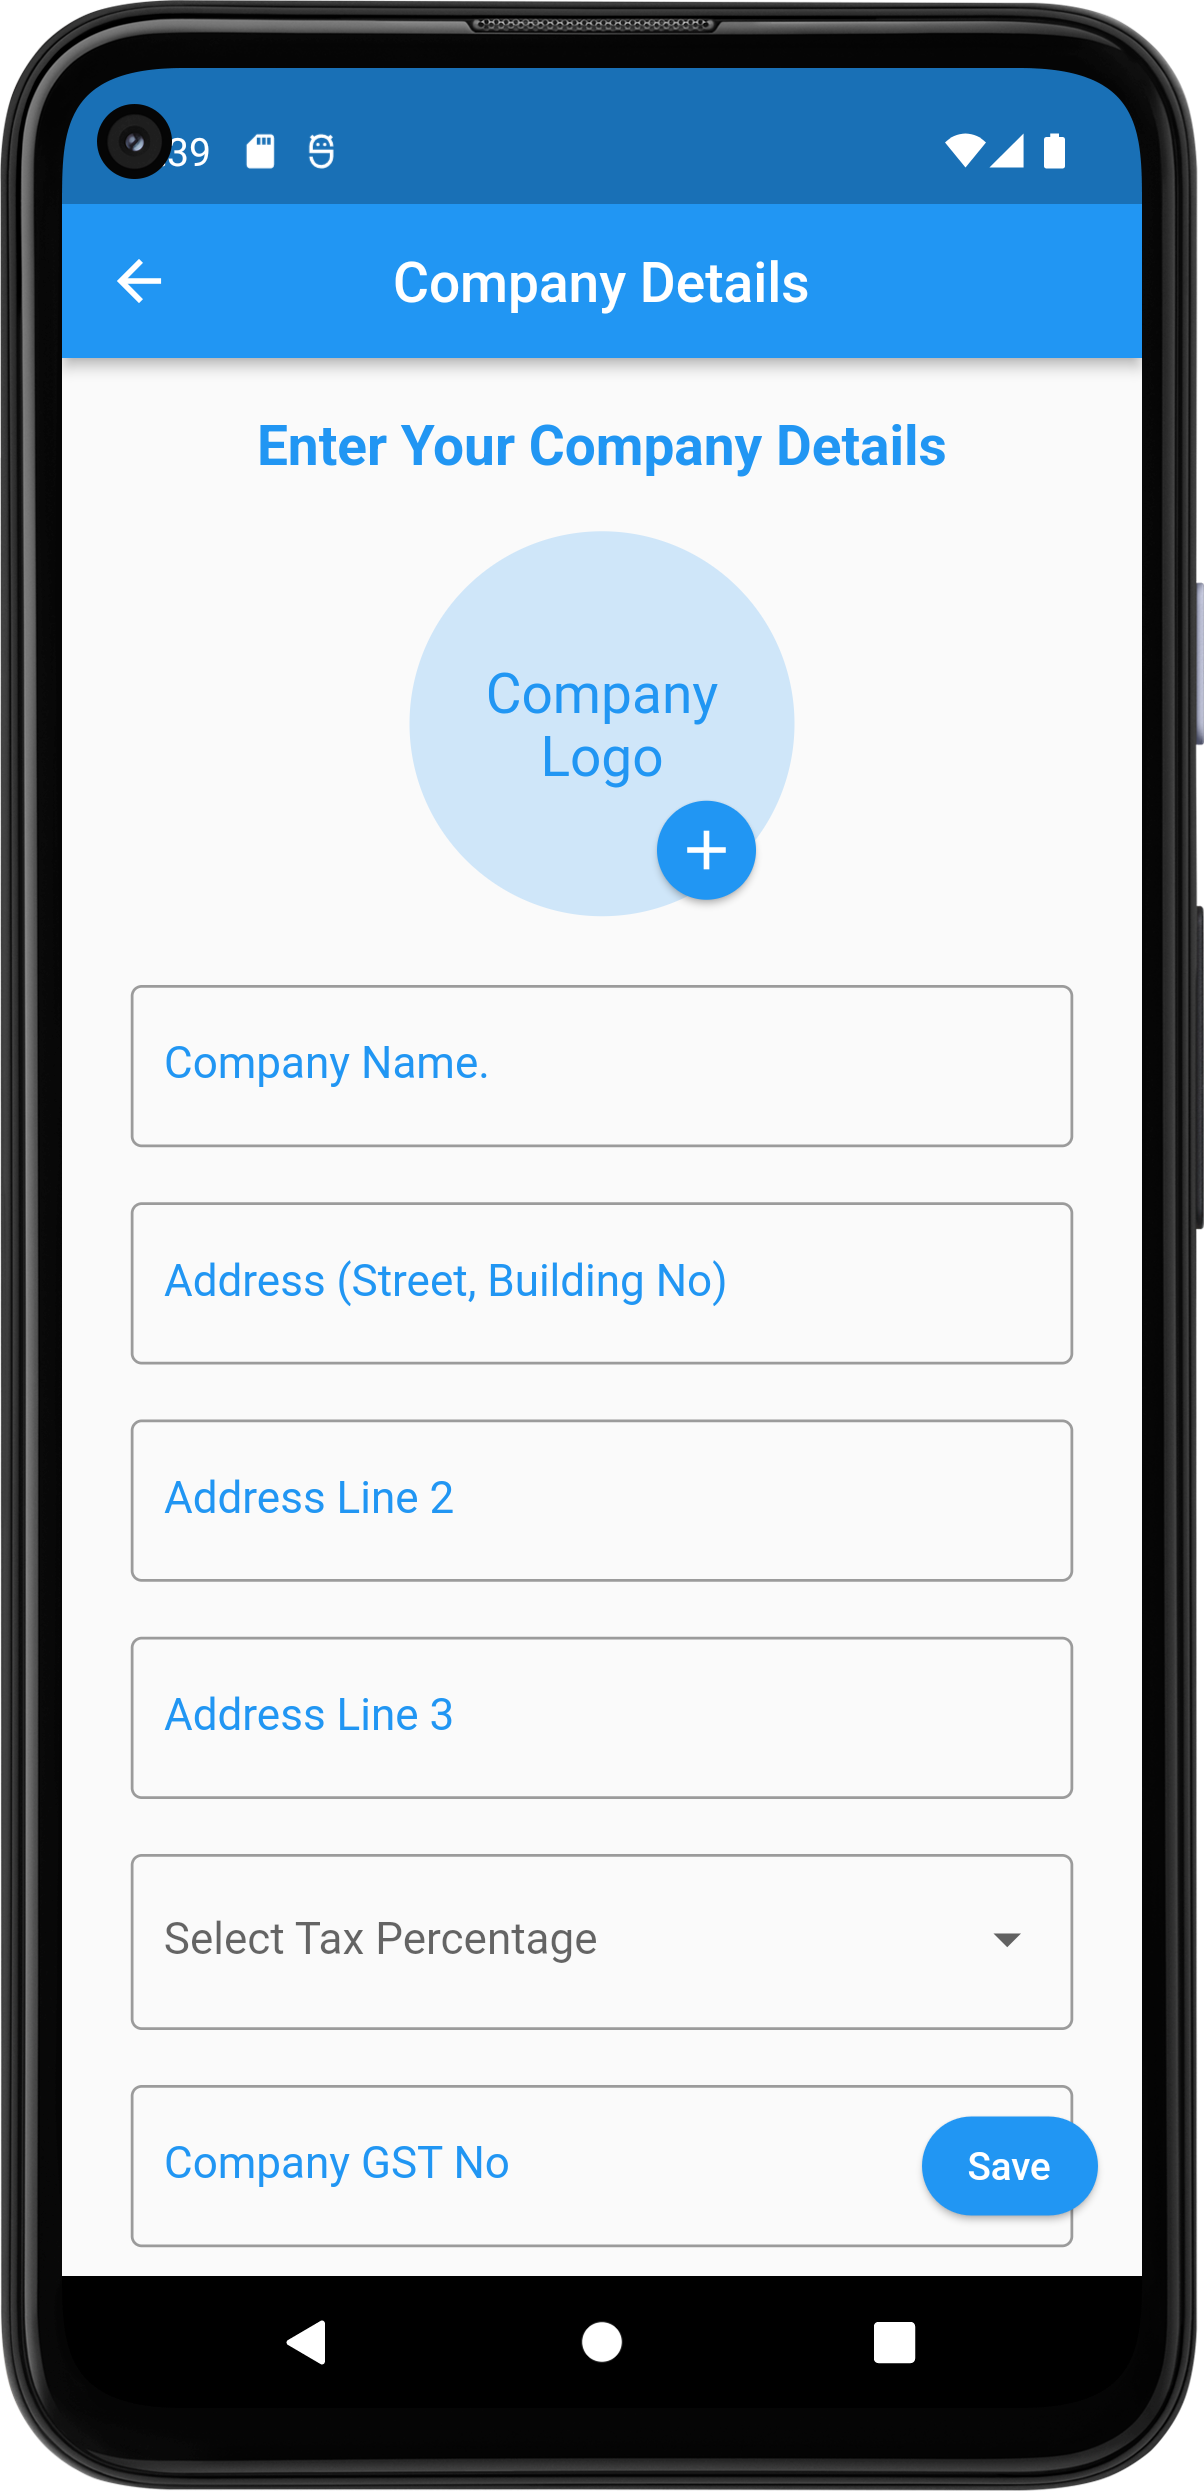 39
Company Details
Enter Your Company Details
Company
Logo
Company Name.
Address (Street, Building No)
Address Line 2
Address Line 3
Select Tax Percentage
Company GST No
Save